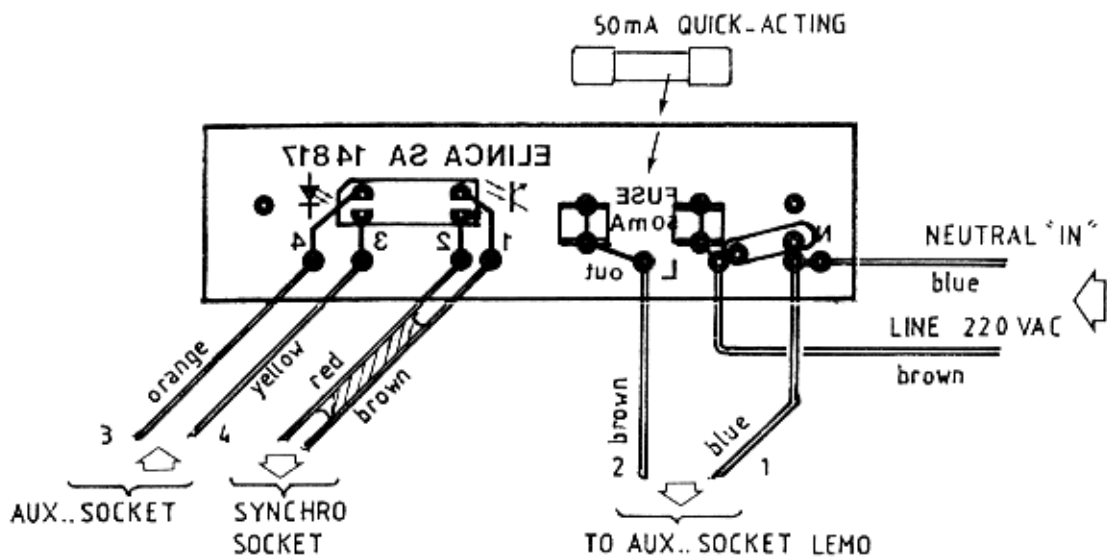 50mA QUICK-ACTING
ELINCA SA 14817
FUSE
50mA
4 3 2 1
out L N
NEUTRAL "IN"
blue
LINE 220 VAC
brown
orange
yellow
red
brown
brown
blue
3 4
2 1
AUX.. SOCKET
SYNCHRO
SOCKET
TO AUX.. SOCKET LEMO